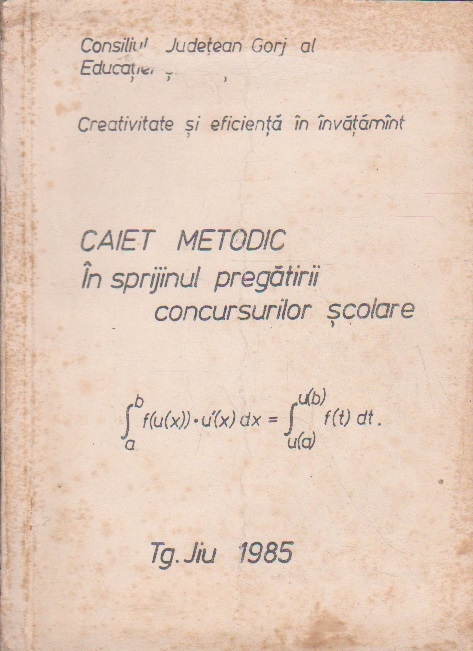 Consiliul Județean Gorj al
Educației
Creativitate și eficiență în învățămînt
CAIET METODIC
În sprijinul pregătirii
concursurilor școlare
∫_a^b f(u(x))·u'(x) dx = ∫_{u(a)}^{u(b)} f(t) dt.
Tg. Jiu 1985